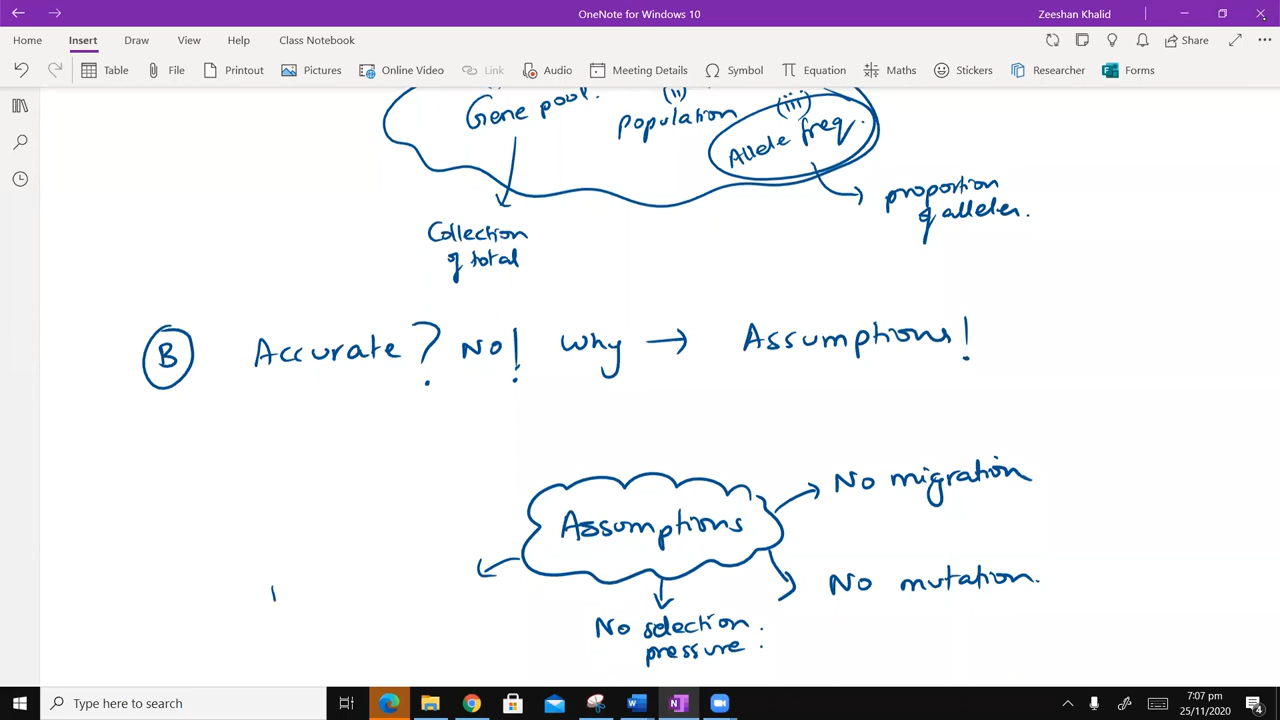 OneNote for Windows 10
Zeeshan Khalid
Home Insert Draw View Help Class Notebook
Share
Table File Printout Pictures Online Video Link Audio Meeting Details Symbol Equation Maths Stickers Researcher Forms
Gene pool.
(ii)
population
(iii)
Allele freq.
proportion
of alleles.
Collection
of total
B Accurate? No! Why → Assumptions!
No migration
Assumptions
No mutation.
No selection
pressure
Type here to search
7:07 pm
25/11/2020
4